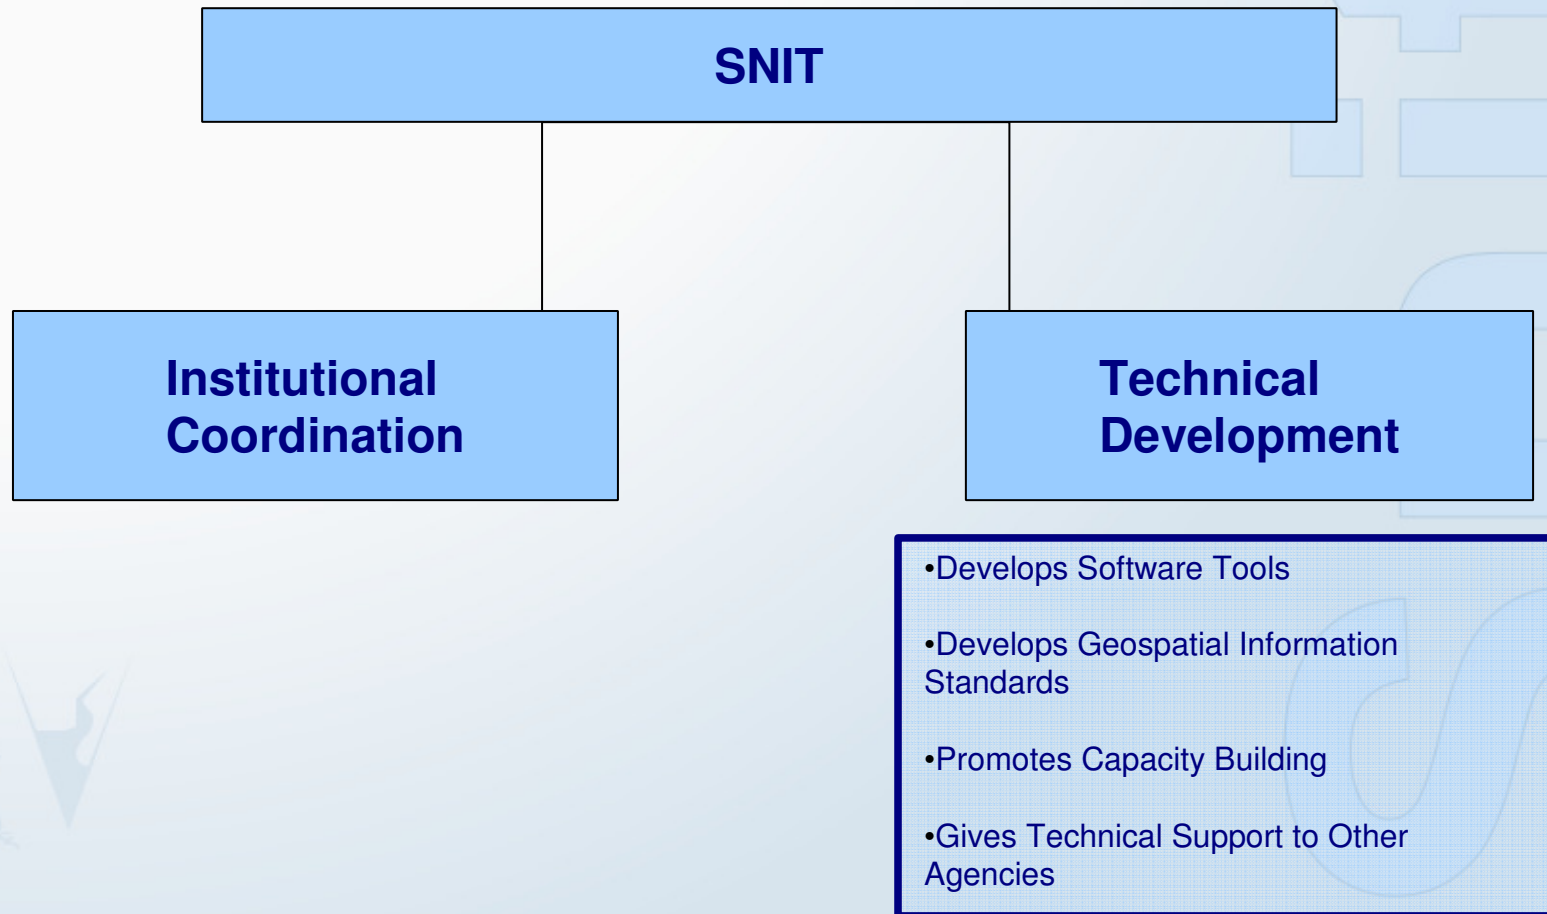 SNIT
Institutional
Coordination
Technical
Development
•Develops Software Tools
•Develops Geospatial Information
Standards
•Promotes Capacity Building
•Gives Technical Support to Other
Agencies